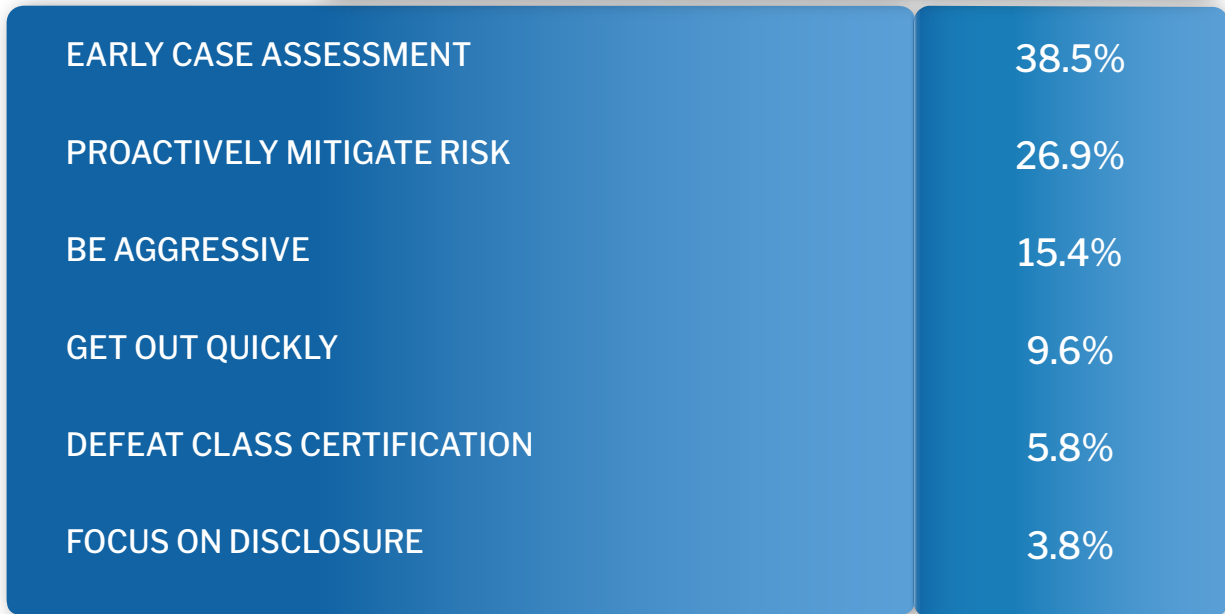 EARLY CASE ASSESSMENT 38.5%
PROACTIVELY MITIGATE RISK 26.9%
BE AGGRESSIVE 15.4%
GET OUT QUICKLY 9.6%
DEFEAT CLASS CERTIFICATION 5.8%
FOCUS ON DISCLOSURE 3.8%